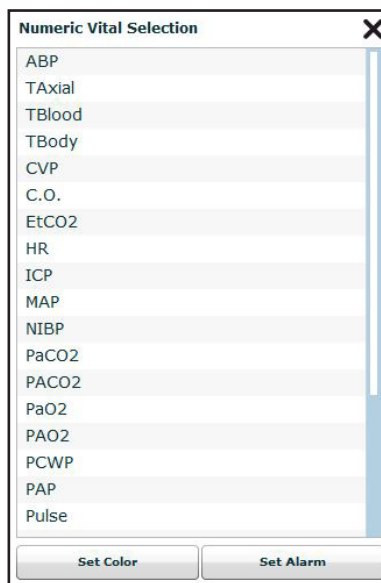 Numeric Vital Selection
ABP
TAxial
TBlood
TBody
CVP
C.O.
EtCO2
HR
ICP
MAP
NIBP
PaCO2
PACO2
PaO2
PAO2
PCWP
PAP
Pulse
Set Color Set Alarm